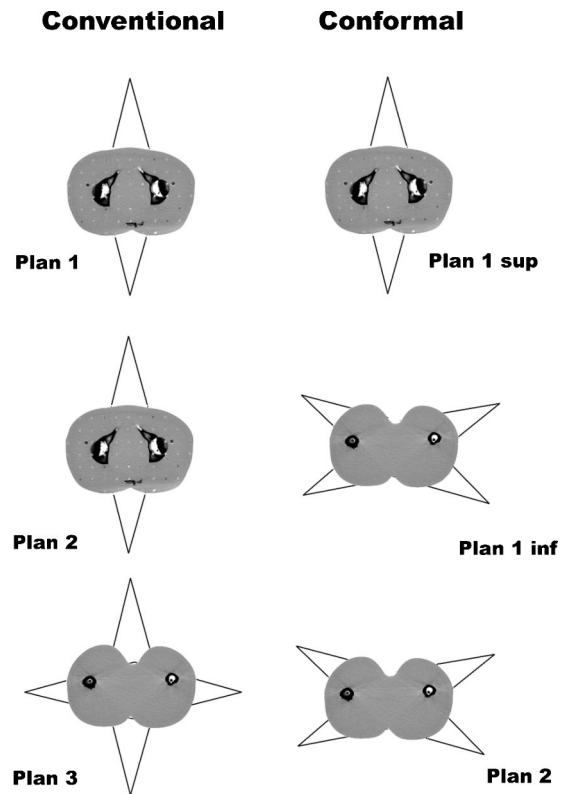 Conventional
Conformal
Plan 1
Plan 1 sup
Plan 2
Plan 1 inf
Plan 3
Plan 2